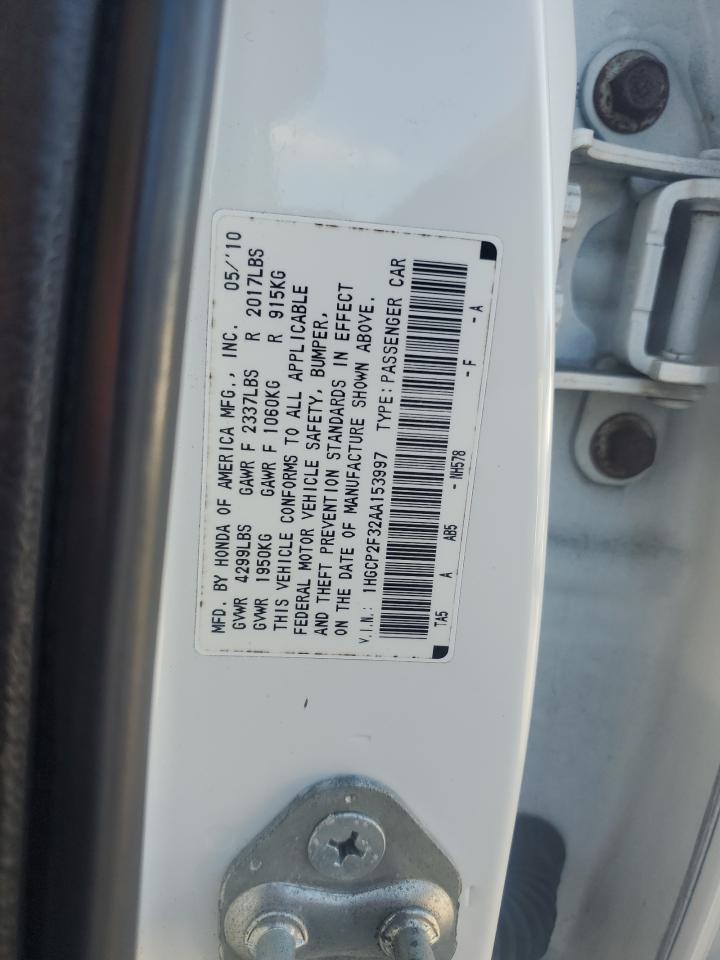 MFD. BY HONDA OF AMERICA MFG., INC. 05/'10
GVWR 4299LBS GAWR F 2337LBS R 2017LBS
GVWR 1950KG GAWR F 1060KG R 915KG
THIS VEHICLE CONFORMS TO ALL APPLICABLE
FEDERAL MOTOR VEHICLE SAFETY, BUMPER,
AND THEFT PREVENTION STANDARDS IN EFFECT
ON THE DATE OF MANUFACTURE SHOWN ABOVE.
V.I.N.: 1HGCP2F32AA153997 TYPE: PASSENGER CAR
TA5 A AB5 - NH578 - F - A